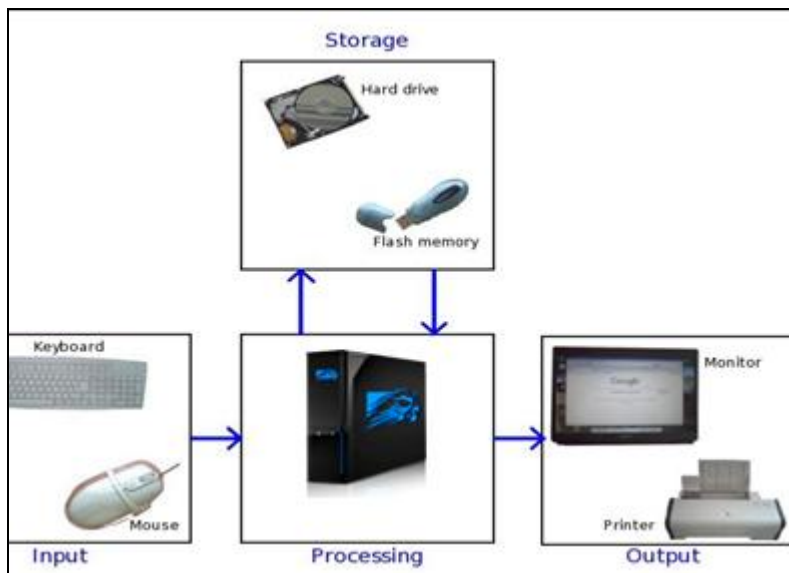 Storage
Hard drive
Flash memory
Keyboard
Mouse
Input
Processing
Google
Monitor
Printer
Output